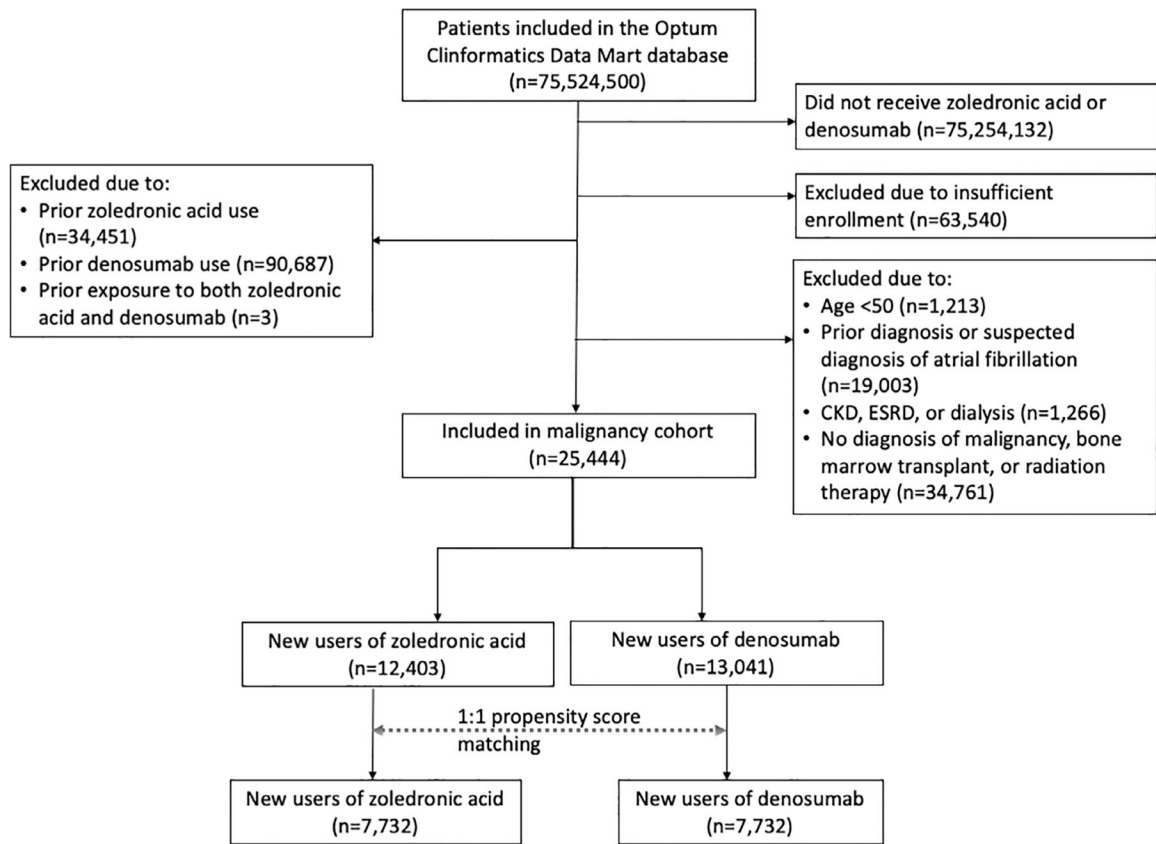 Patients included in the Optum
Clinformatics Data Mart database
(n=75,524,500)
Did not receive zoledronic acid or
denosumab (n=75,254,132)
Excluded due to insufficient
enrollment (n=63,540)
Excluded due to:
• Prior zoledronic acid use
(n=34,451)
• Prior denosumab use (n=90,687)
• Prior exposure to both zoledronic
acid and denosumab (n=3)
Excluded due to:
• Age <50 (n=1,213)
• Prior diagnosis or suspected
diagnosis of atrial fibrillation
(n=19,003)
• CKD, ESRD, or dialysis (n=1,266)
• No diagnosis of malignancy, bone
marrow transplant, or radiation
therapy (n=34,761)
Included in malignancy cohort
(n=25,444)
New users of zoledronic acid
(n=12,403)
New users of denosumab
(n=13,041)
1:1 propensity score
matching
New users of zoledronic acid
(n=7,732)
New users of denosumab
(n=7,732)